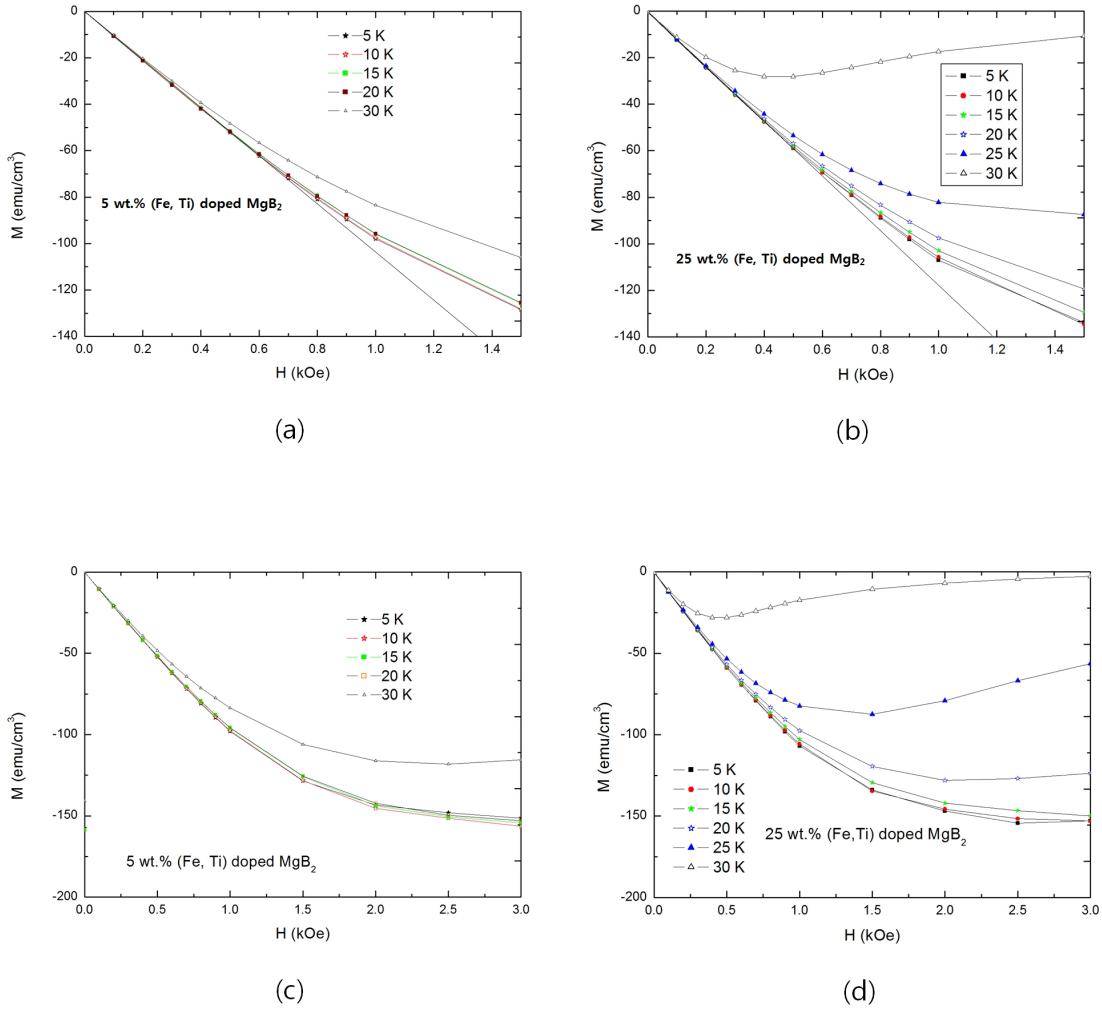 0
-20
-40
-60
-80
-100
-120
-140
M (emu/cm³)
0.0 0.2 0.4 0.6 0.8 1.0 1.2 1.4
H (kOe)
5 K
10 K
15 K
20 K
30 K
5 wt.% (Fe, Ti) doped MgB₂
(a)
0
-20
-40
-60
-80
-100
-120
-140
M (emu/cm³)
0.0 0.2 0.4 0.6 0.8 1.0 1.2 1.4
H (kOe)
5 K
10 K
15 K
20 K
25 K
30 K
25 wt.% (Fe, Ti) doped MgB₂
(b)
0
-50
-100
-150
-200
M (emu/cm³)
0.0 0.5 1.0 1.5 2.0 2.5 3.0
H (kOe)
5 K
10 K
15 K
20 K
30 K
5 wt.% (Fe, Ti) doped MgB₂
(c)
0
-50
-100
-150
-200
M (emu/cm³)
0.0 0.5 1.0 1.5 2.0 2.5 3.0
H (kOe)
5 K
10 K
15 K
20 K
25 K
30 K
25 wt.% (Fe,Ti) doped MgB₂
(d)